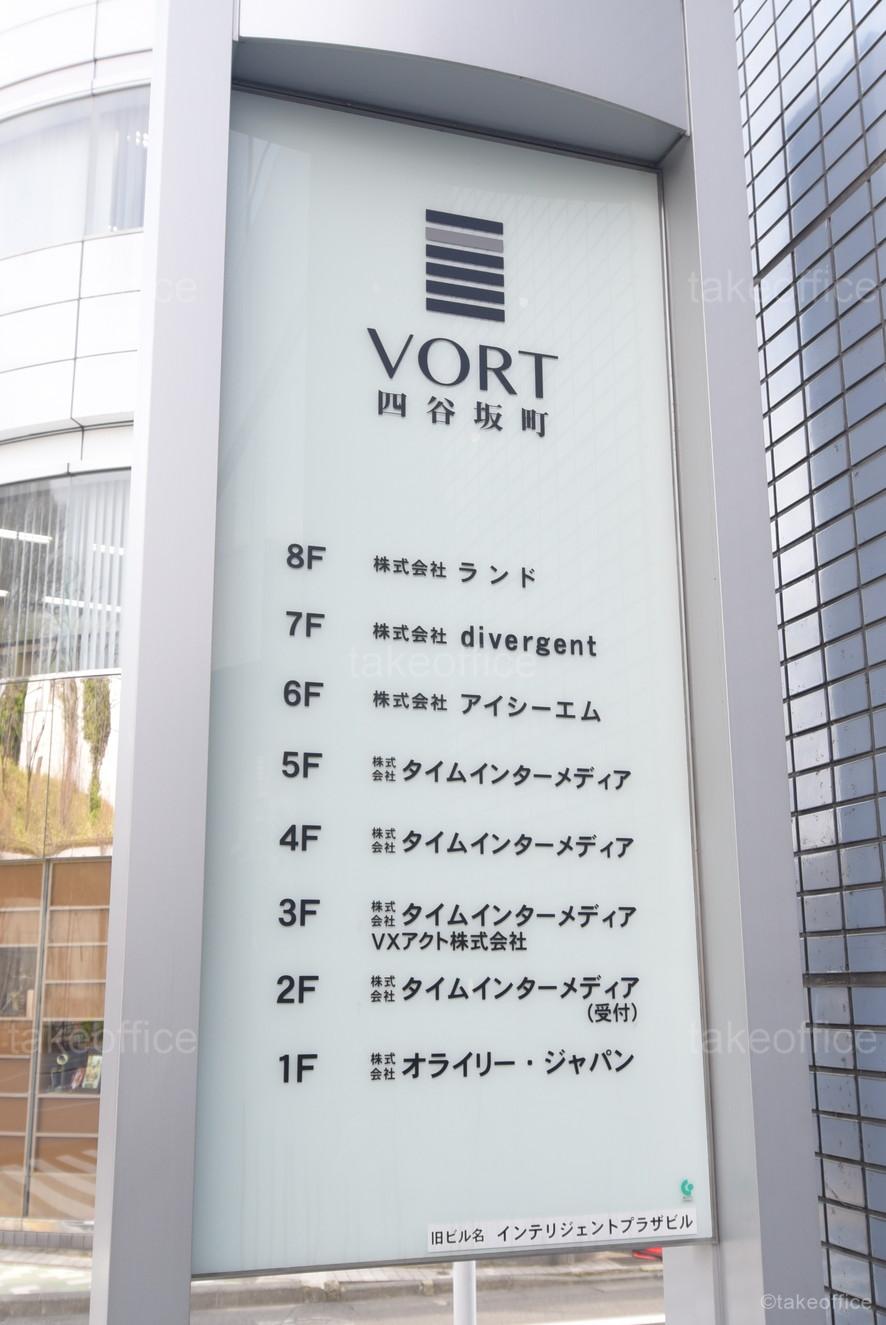 VORT
四谷坂町
8F 株式会社 ランド
7F 株式会社 divergent
6F 株式会社 アイシーエム
5F 株式会社 タイムインターメディア
4F 株式会社 タイムインターメディア
3F 株式会社 タイムインターメディア
VXアクト株式会社
2F 株式会社 タイムインターメディア
(受付)
1F 株式会社 オライリー・ジャパン
旧ビル名 インテリジェントプラザビル
takeoffice
takeoffice
takeoffice
takeoffice
takeoffice
©takeoffice